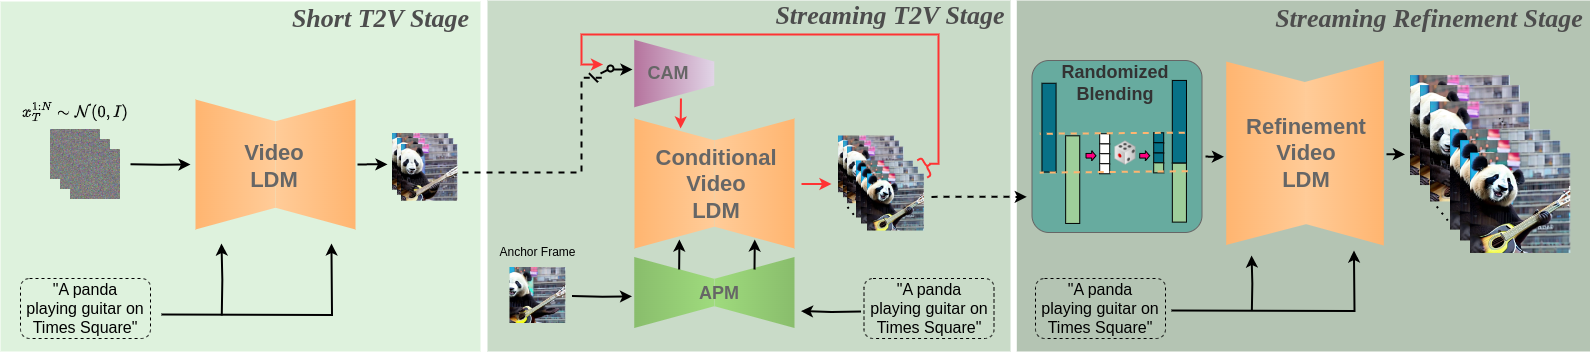 Short T2V Stage
$x_T^{1:N} \sim \mathcal{N}(0, I)$
Video
LDM
"A panda
playing guitar on
Times Square"
Streaming T2V Stage
CAM
Conditional
Video
LDM
Anchor Frame
APM
"A panda
playing guitar on
Times Square"
Streaming Refinement Stage
Randomized
Blending
Refinement
Video
LDM
"A panda
playing guitar on
Times Square"